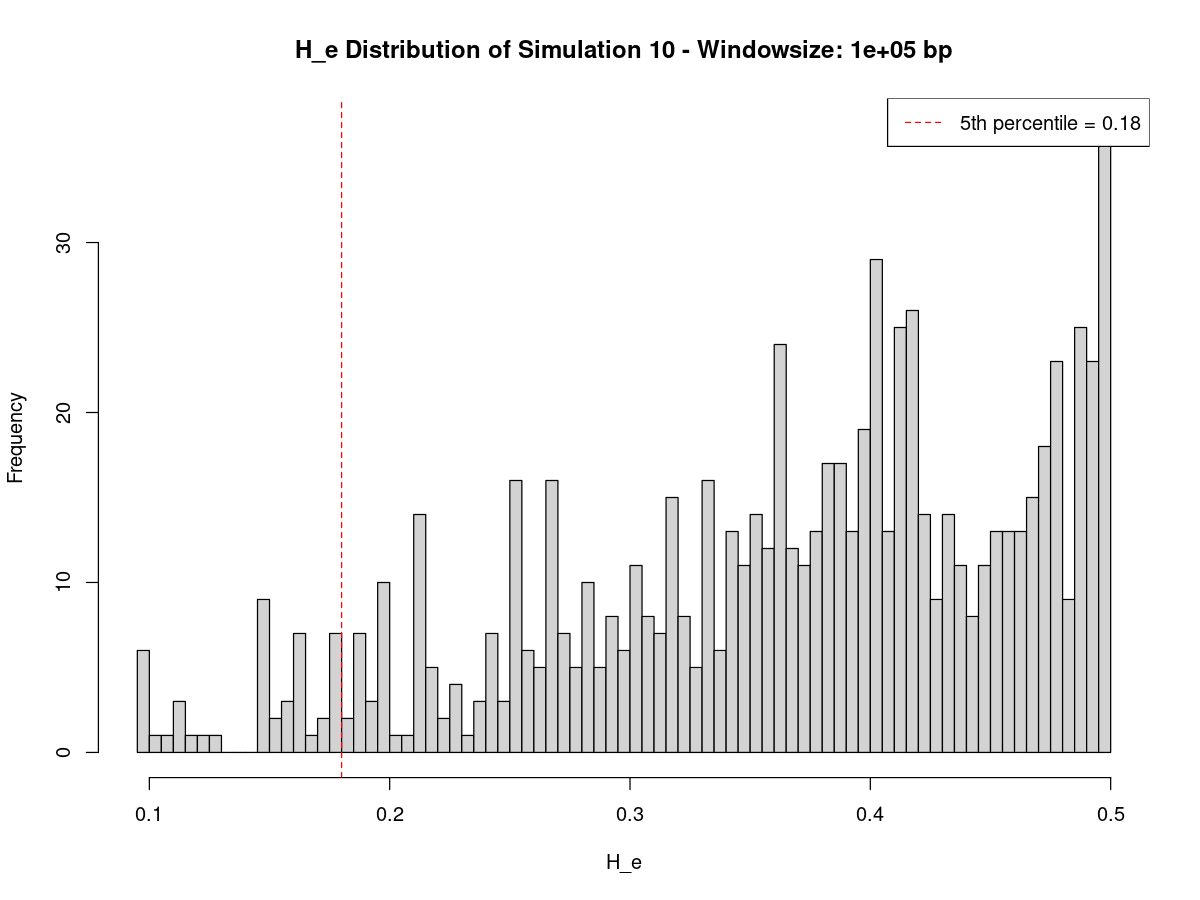 H_e Distribution of Simulation 10 - Windowsize: 1e+05 bp
5th percentile = 0.18
Frequency
30
20
10
0
0.1 0.2 0.3 0.4 0.5
H_e